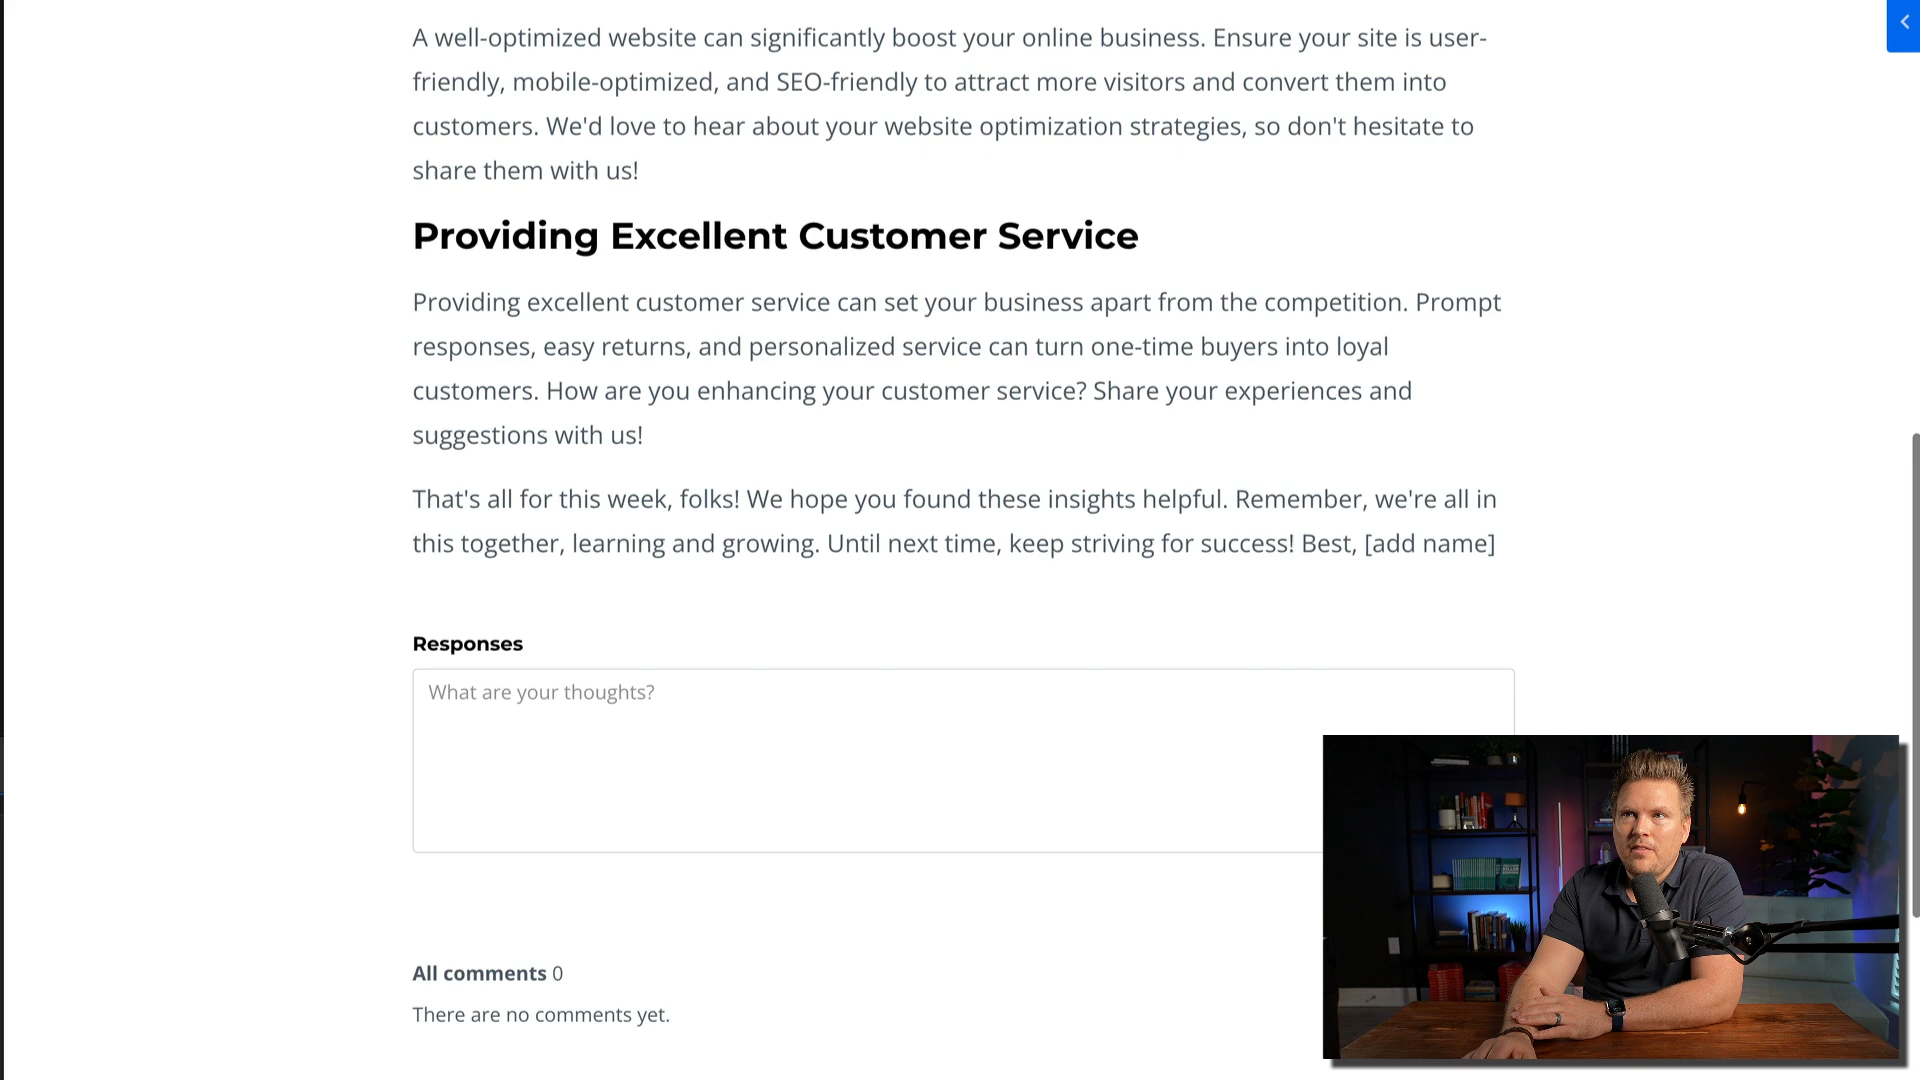 A well-optimized website can significantly boost your online business. Ensure your site is user-
friendly, mobile-optimized, and SEO-friendly to attract more visitors and convert them into
customers. We'd love to hear about your website optimization strategies, so don't hesitate to
share them with us!
Providing Excellent Customer Service
Providing excellent customer service can set your business apart from the competition. Prompt
responses, easy returns, and personalized service can turn one-time buyers into loyal
customers. How are you enhancing your customer service? Share your experiences and
suggestions with us!
That's all for this week, folks! We hope you found these insights helpful. Remember, we're all in
this together, learning and growing. Until next time, keep striving for success! Best, [add name]
Responses
What are your thoughts?
All comments 0
There are no comments yet.